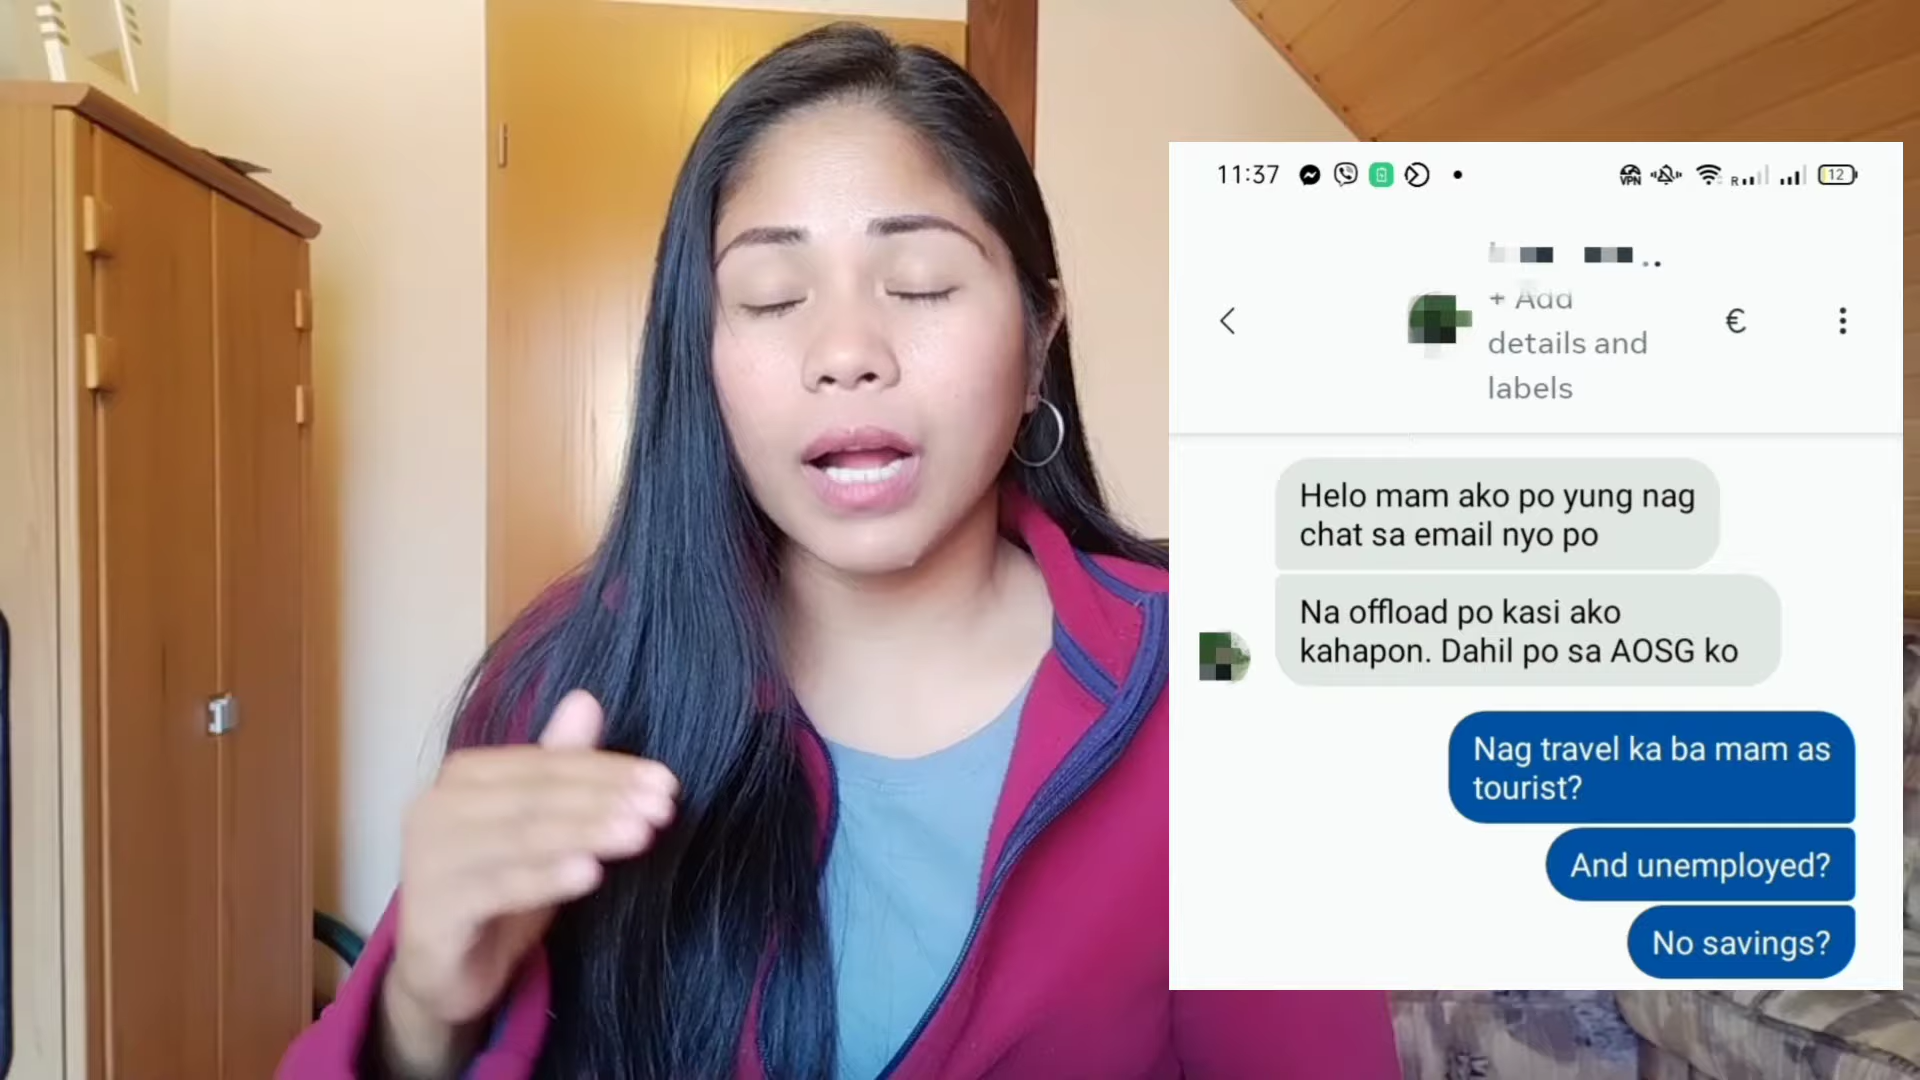 11:37
VPN
R
12
+ Add
details and
labels
€
Helo mam ako po yung nag
chat sa email nyo po
Na offload po kasi ako
kahapon. Dahil po sa AOSG ko
Nag travel ka ba mam as
tourist?
And unemployed?
No savings?